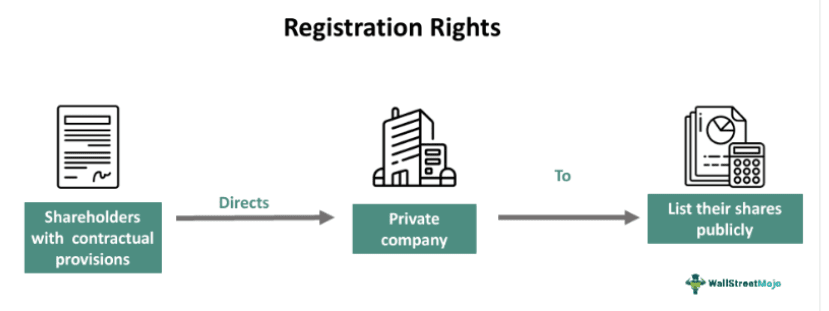 Registration Rights
Shareholders
with contractual
provisions
Directs
Private
company
To
List their shares
publicly
WallStreetMojo